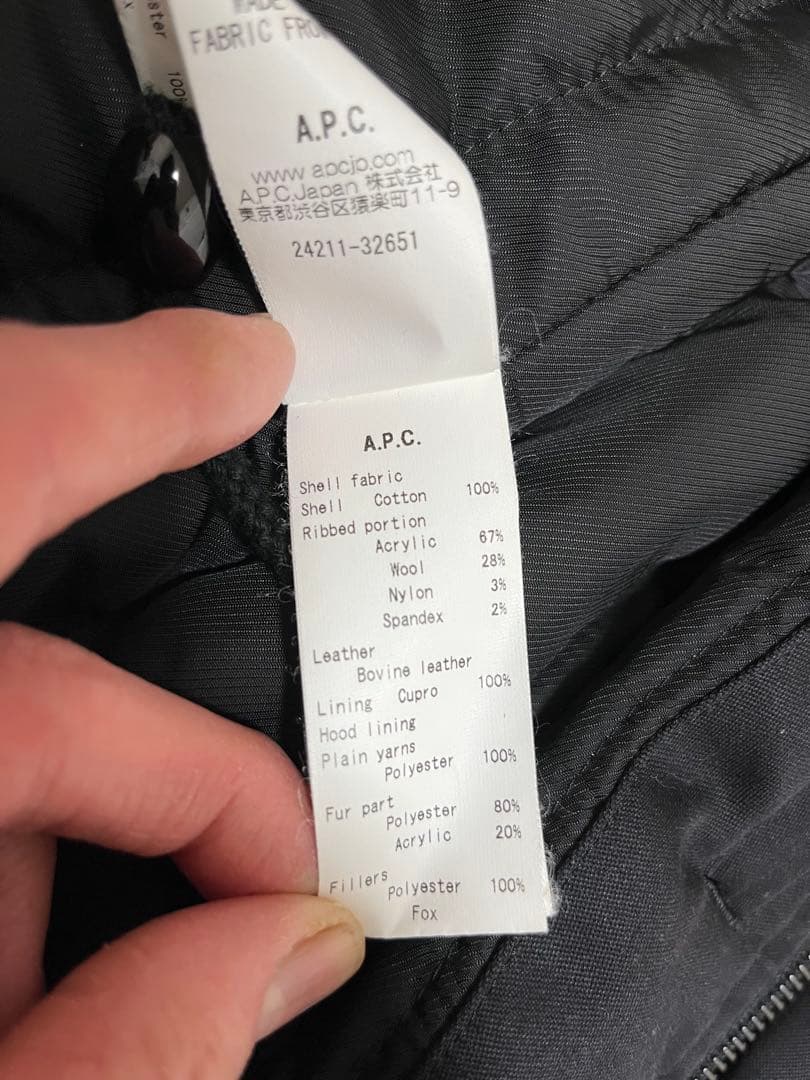 ster
100
FABRIC FRO
A.P.C.
www apcjp.com
A.P.C.Japan 株式会社
東京都渋谷区猿楽町11-9
24211-32651
A.P.C.
Shell fabric
Shell Cotton 100%
Ribbed portion
Acrylic 67%
Wool 28%
Nylon 3%
Spandex 2%
Leather
Bovine leather
Lining Cupro 100%
Hood lining
Plain yarns
Polyester 100%
Fur part
Polyester 80%
Acrylic 20%
Fillers
Polyester 100%
Fox